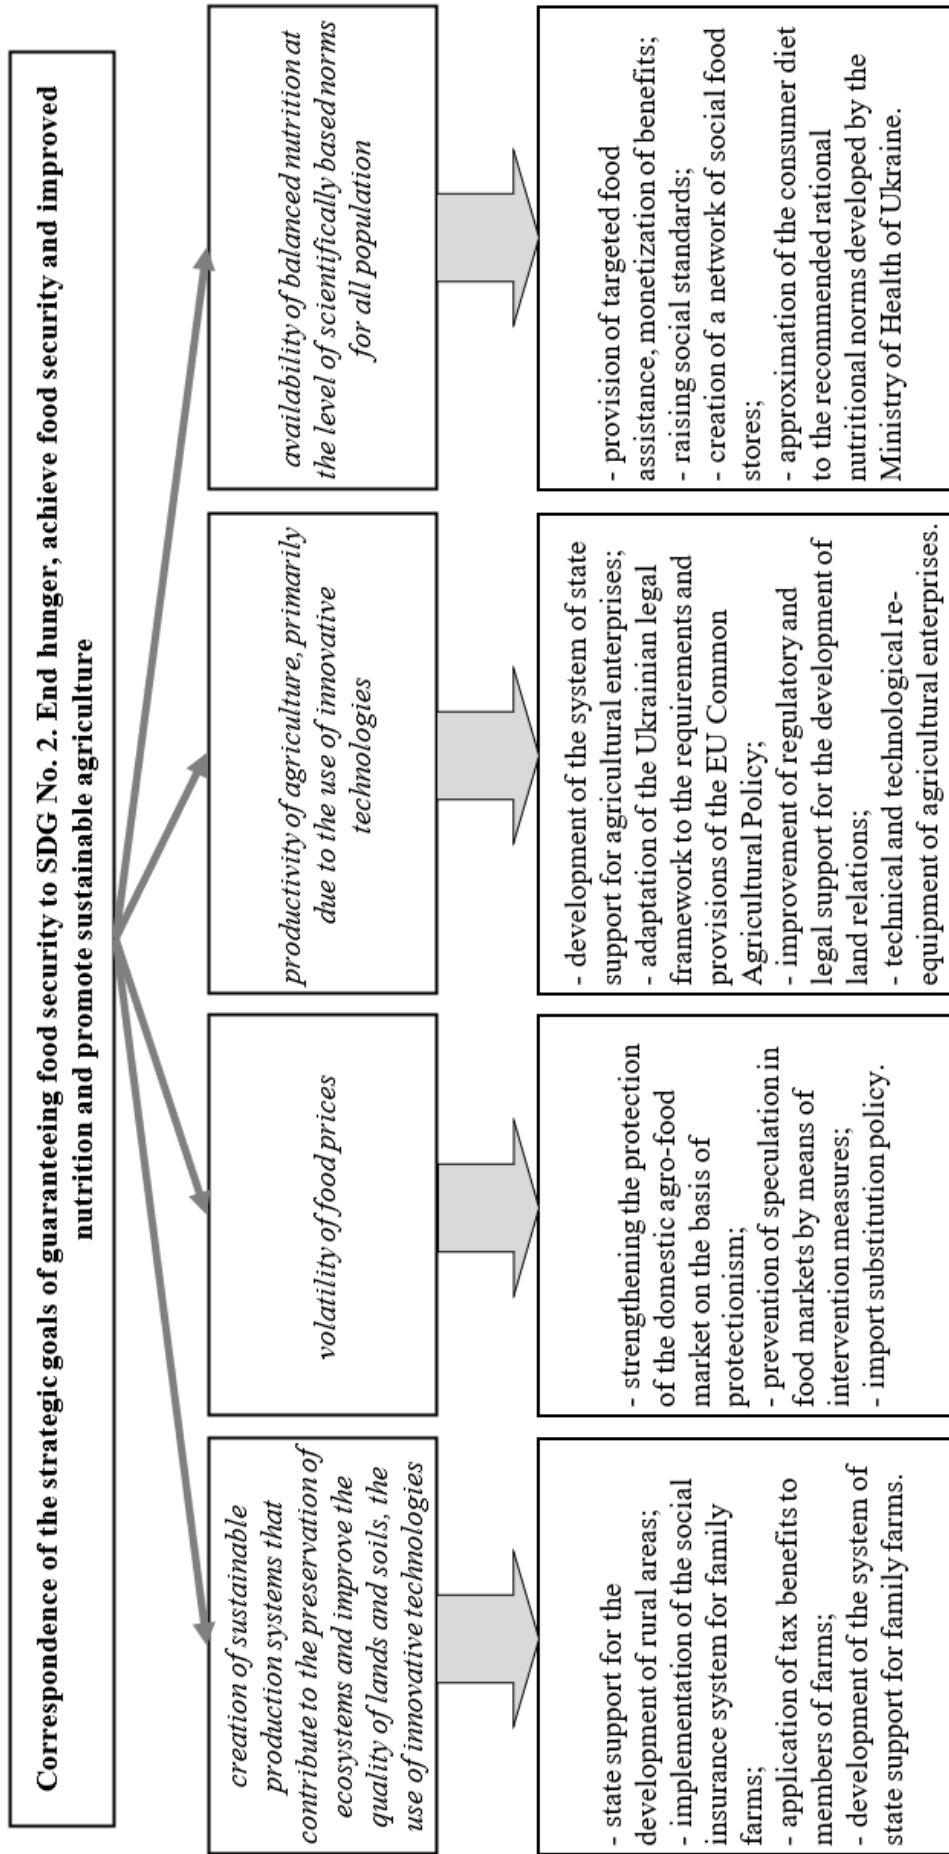 Correspondence of the strategic goals of guaranteeing food security to SDG No. 2. End hunger, achieve food security and improved
nutrition and promote sustainable agriculture
creation of sustainable
production systems that
contribute to the preservation of
ecosystems and improve the
quality of lands and soils, the
use of innovative technologies
volatility of food prices
productivity of agriculture, primarily
due to the use of innovative
technologies
availability of balanced nutrition at
the level of scientifically based norms
for all population
- state support for the
development of rural areas;
- implementation of the social
insurance system for family
farms;
- application of tax benefits to
members of farms;
- development of the system of
state support for family farms.
- strengthening the protection
of the domestic agro-food
market on the basis of
protectionism;
- prevention of speculation in
food markets by means of
intervention measures;
- import substitution policy.
- development of the system of state
support for agricultural enterprises;
- adaptation of the Ukrainian legal
framework to the requirements and
provisions of the EU Common
Agricultural Policy;
- improvement of regulatory and
legal support for the development of
land relations;
- technical and technological re-
equipment of agricultural enterprises.
- provision of targeted food
assistance, monetization of benefits;
- raising social standards;
- creation of a network of social food
stores;
- approximation of the consumer diet
to the recommended rational
nutritional norms developed by the
Ministry of Health of Ukraine.